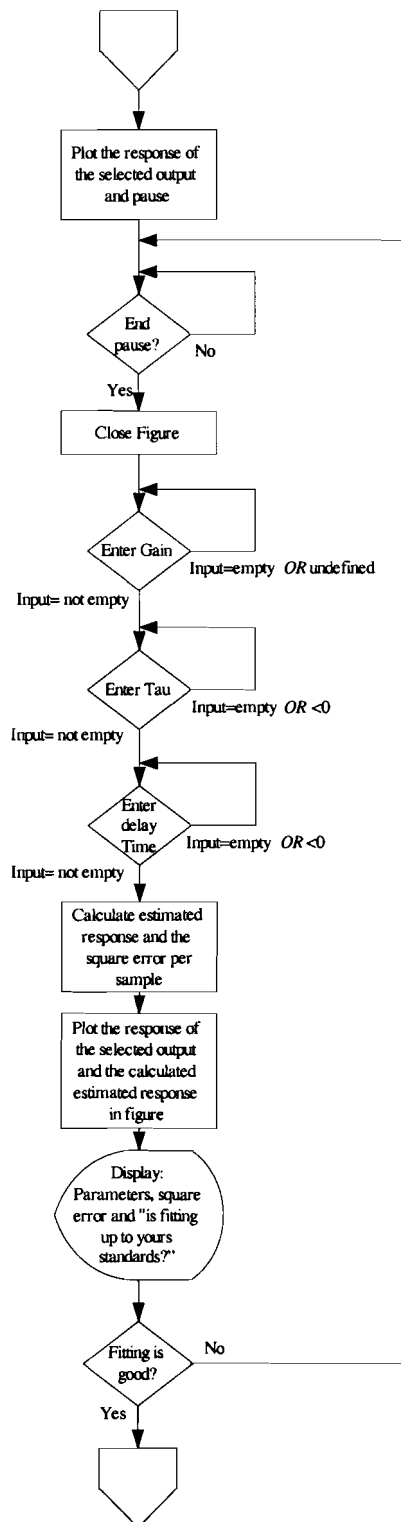 Plot the response of
the selected output
and pause
End
pause?
No
Yes
Close Figure
Enter Gain
Input=empty OR undefined
Input= not empty
Enter Tau
Input=empty OR <0
Input= not empty
Enter
delay
Time
Input=empty OR <0
Input= not empty
Calculate estimated
response and the
square error per
sample
Plot the response of
the selected output
and the calculated
estimated response
in figure
Display:
Parameters, square
error and "is fitting
up to yours
standards?"
Fitting is
good?
No
Yes